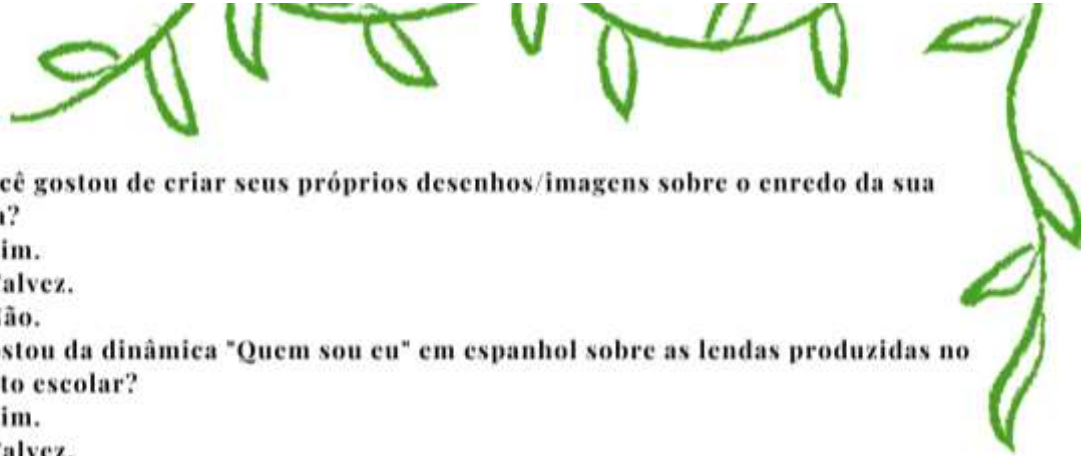 cê gostou de criar seus próprios desenhos/imagens sobre o enredo da sua
a?
im.
alvez.
ão.
stou da dinâmica "Quem sou eu" em espanhol sobre as lendas produzidas no
to escolar?
im.
alvez.